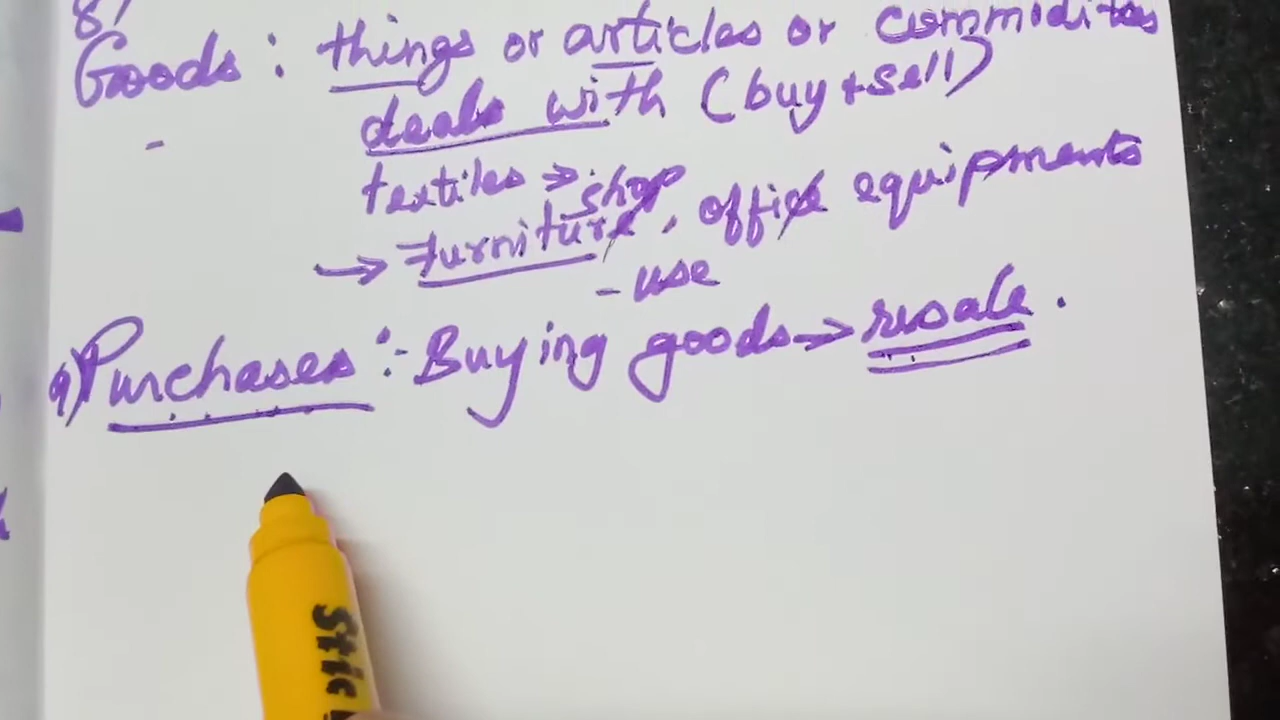 8)
Goods : things or articles or commodities
deals with (buy + sell)
textiles → shop
→ Furniture, office equipments
- use
9) Purchases :- Buying goods → resale.
Stic